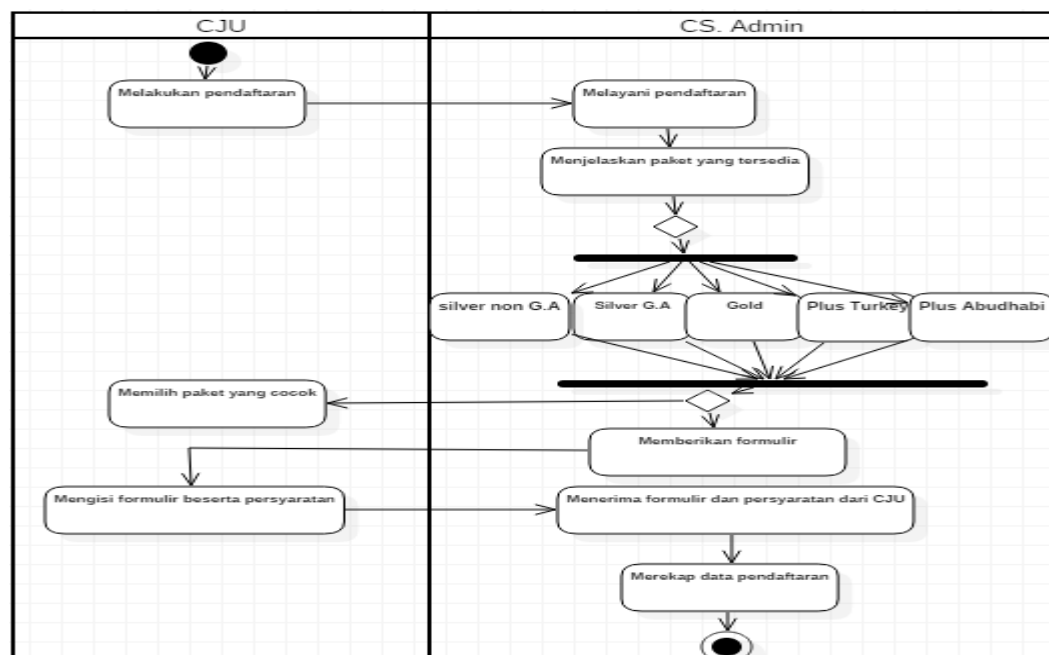 CJU
CS. Admin
Melakukan pendaftaran
Melayani pendaftaran
Menjelaskan paket yang tersedia
silver non G.A
Silver G.A
Gold
Plus Turkey
Plus Abudhabi
Memilih paket yang cocok
Memberikan formulir
Mengisi formulir beserta persyaratan
Menerima formulir dan persyaratan dari CJU
Merekap data pendaftaran